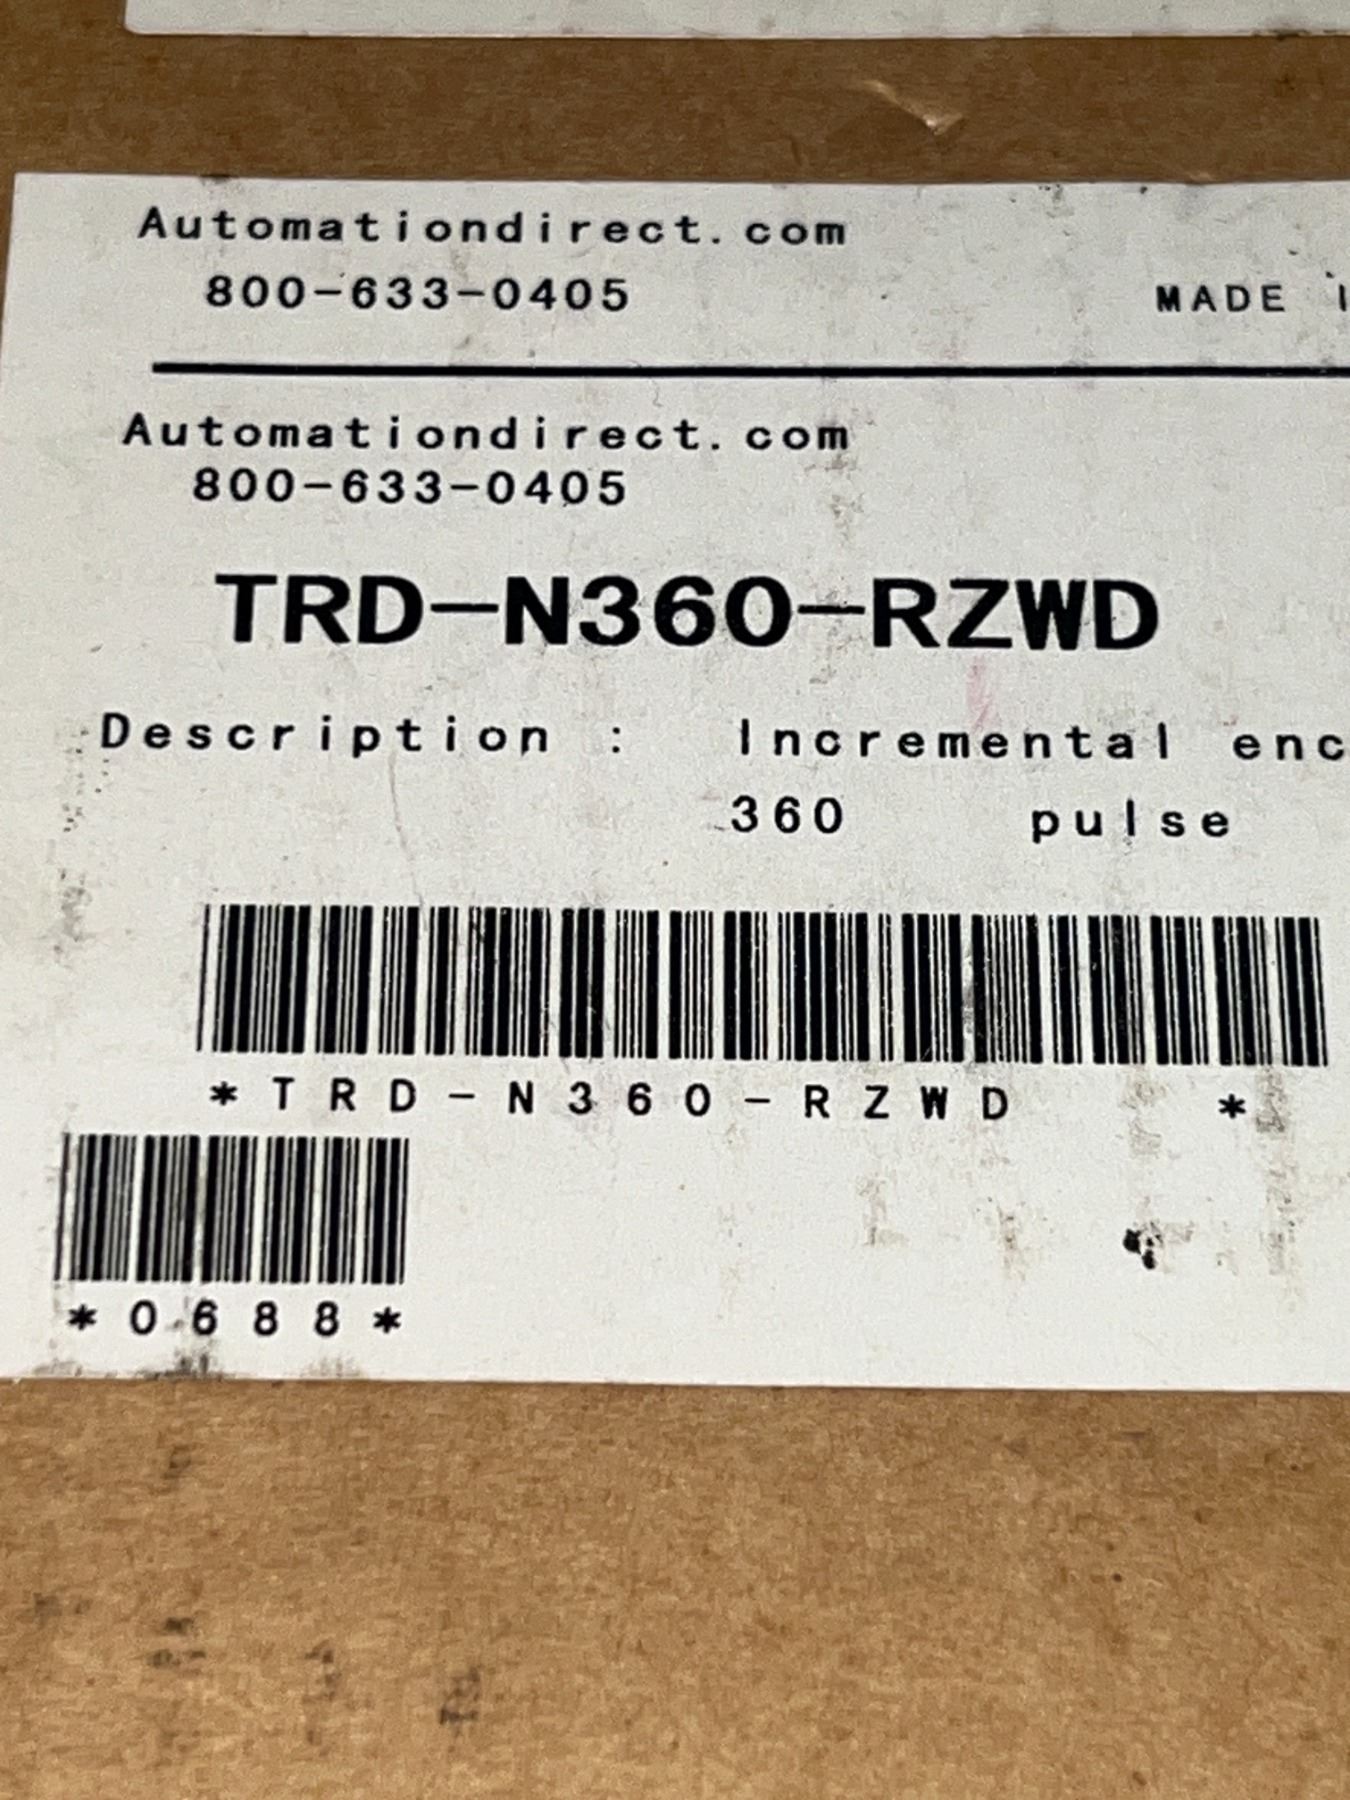 Automationdirect.com
800-633-0405
MADE
Automationdirect.com
800-633-0405
TRD-N360-RZWD
Description : Incremental enc
360 pulse
*TRD-N360-RZWD *
*0688*